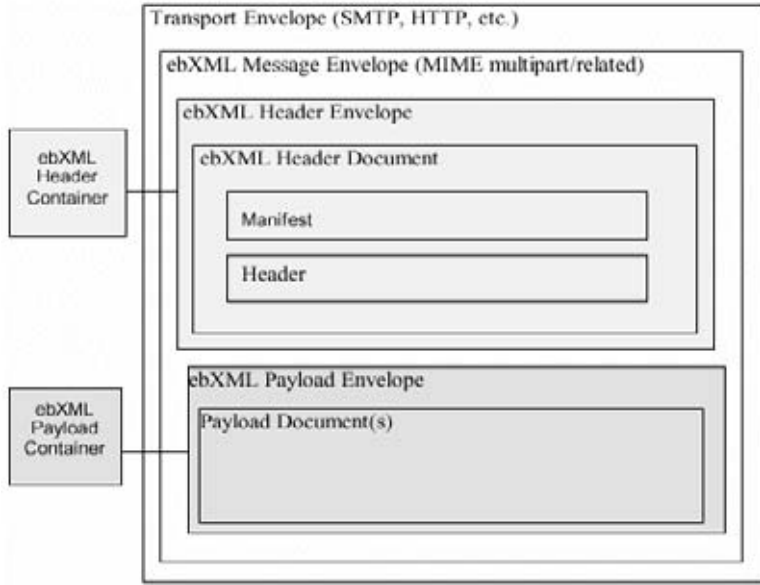 Transport Envelope (SMTP, HTTP, etc.)
ebXML Message Envelope (MIME multipart/related)
ebXML Header Envelope
ebXML Header Document
Manifest
Header
ebXML
Header
Container
ebXML Payload Envelope
Payload Document(s)
ebXML
Payload
Container